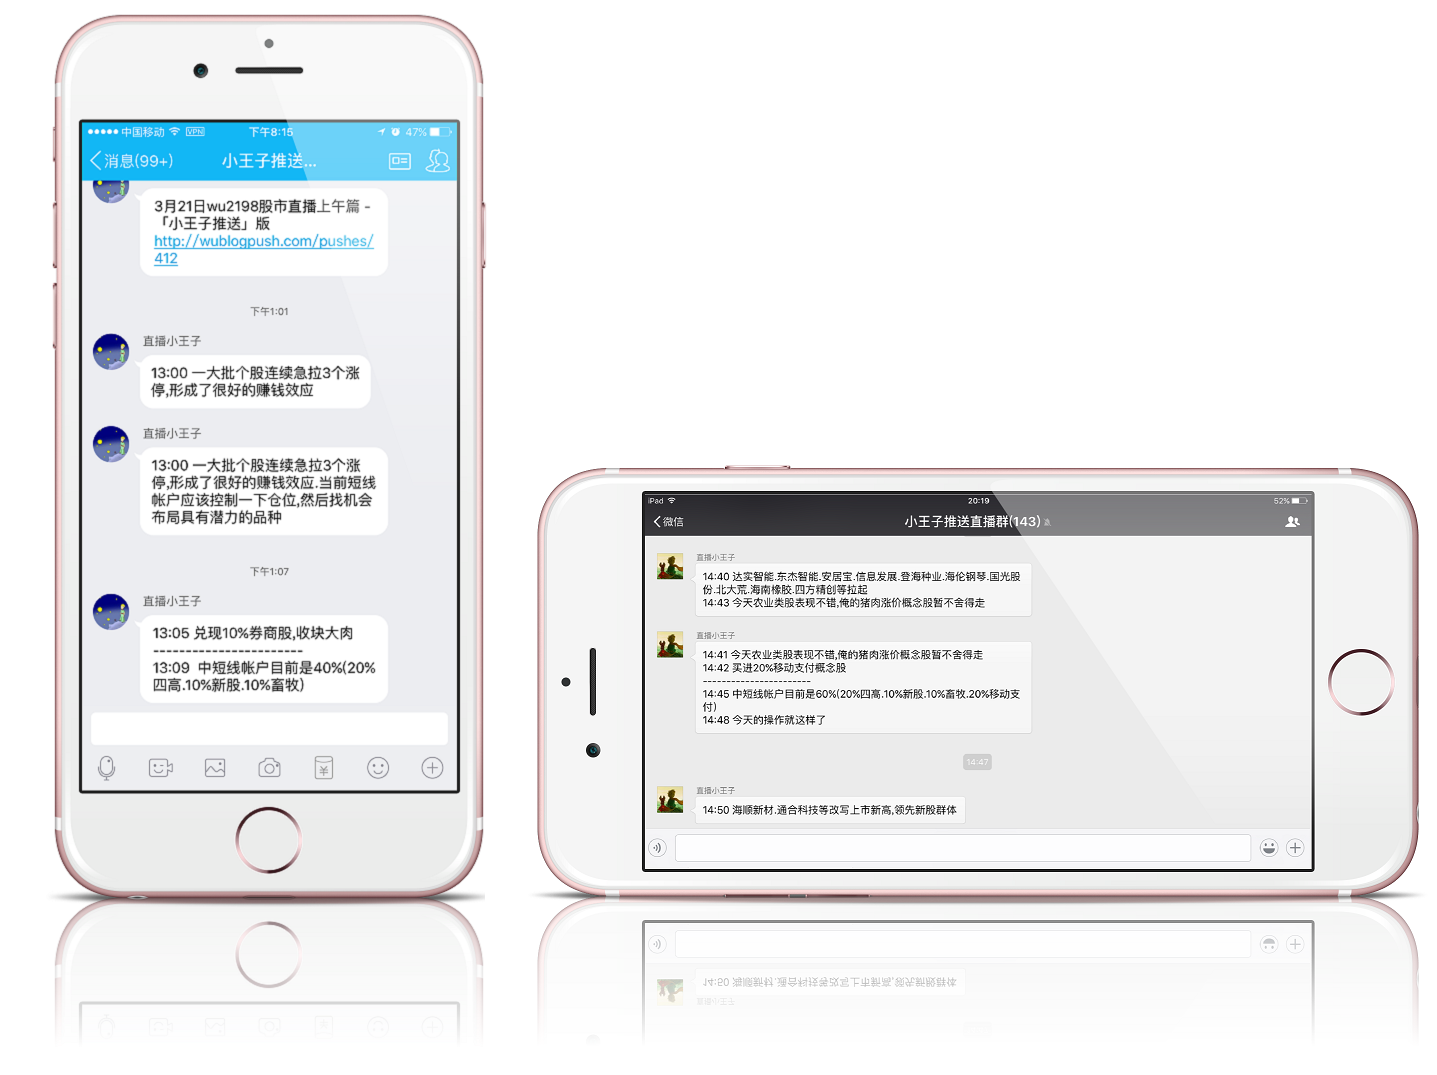 中国移动 VPN 下午8:15 47%
消息(99+) 小王子推送...
3月21日wu2198股市直播上午篇 -
「小王子推送」版
http://wublogpush.com/pushes/
412
下午1:01
直播小王子
13:00 一大批个股连续急拉3个涨
停,形成了很好的赚钱效应
直播小王子
13:00 一大批个股连续急拉3个涨
停,形成了很好的赚钱效应.当前短线
帐户应该控制一下仓位,然后找机会
布局具有潜力的品种
下午1:07
直播小王子
13:05 兑现10%券商股,收块大肉
------------------------
13:09 中短线帐户目前是40%(20%
四高.10%新股.10%畜牧)
iPad 20:19 52%
微信 小王子推送直播群(143)
直播小王子
14:40 达实智能.东杰智能.安居宝.信息发展.登海种业.海伦钢琴.国光股
份.北大荒.海南橡胶.四方精创等拉起
14:43 今天农业类股表现不错,俺的猪肉涨价概念股暂不舍得走
直播小王子
14:41 今天农业类股表现不错,俺的猪肉涨价概念股暂不舍得走
14:42 买进20%移动支付概念股
------------------------
14:45 中短线帐户目前是60%(20%四高.10%新股.10%畜牧.20%移动支
付)
14:48 今天的操作就这样了
14:47
直播小王子
14:50 海顺新材.通合科技等改写上市新高,领先新股群体